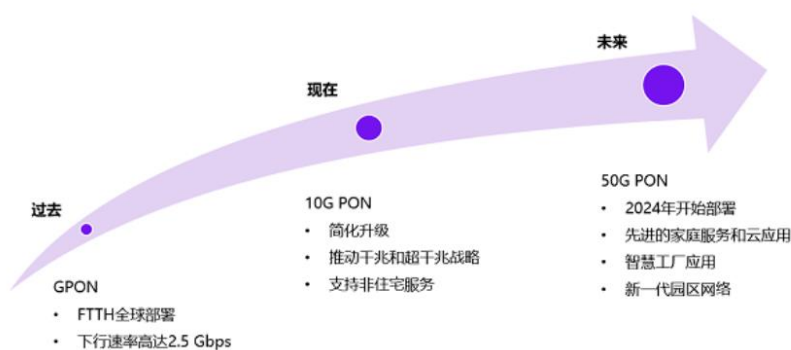 过去
GPON
• FTTH全球部署
• 下行速率高达2.5 Gbps
现在
10G PON
• 简化升级
• 推动千兆和超千兆战略
• 支持非住宅服务
未来
50G PON
• 2024年开始部署
• 先进的家庭服务和云应用
• 智慧工厂应用
• 新一代园区网络